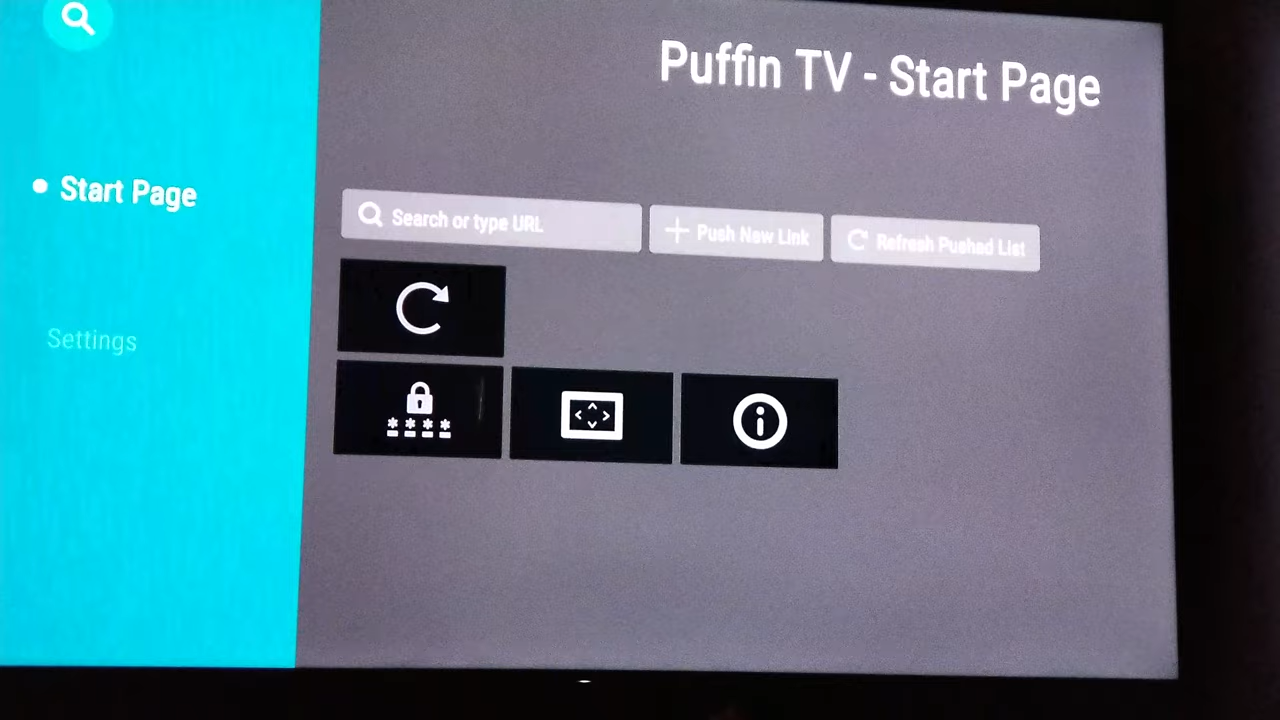 Puffin TV - Start Page
Start Page
Search or type URL
Push New Link
Refresh Pushed List
Settings
****